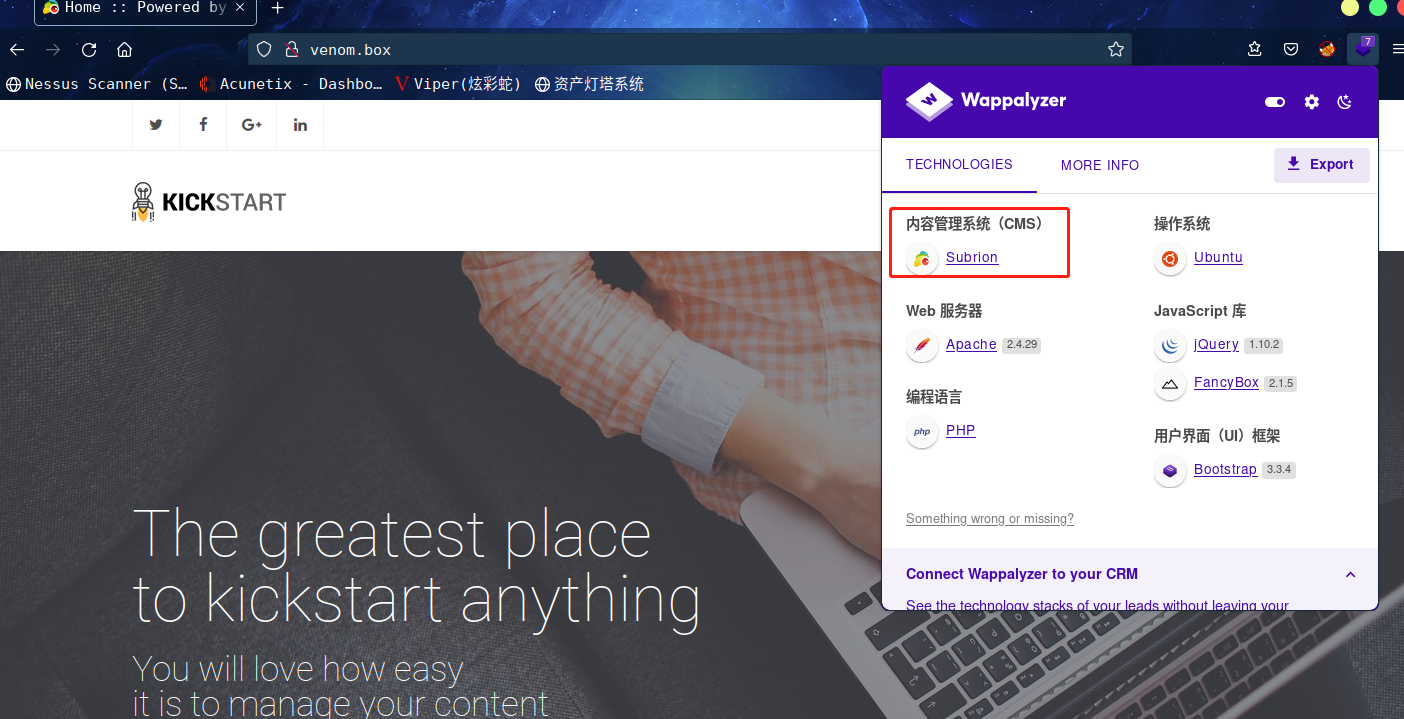 Home :: Powered by
venom.box
Nessus Scanner (S… Acunetix - Dashbo… Viper(炫彩蛇) 资产灯塔系统
7
Wappalyzer
TECHNOLOGIES MORE INFO Export
内容管理系统（CMS）
Subrion
Web 服务器
Apache 2.4.29
编程语言
php PHP
操作系统
Ubuntu
JavaScript 库
jQuery 1.10.2
FancyBox 2.1.5
用户界面（UI）框架
Bootstrap 3.3.4
Something wrong or missing?
Connect Wappalyzer to your CRM
See the technology stacks of your leads without leaving your
G+ in
KICKSTART
The greatest place
to kickstart anything
You will love how easy
it is to manage your content